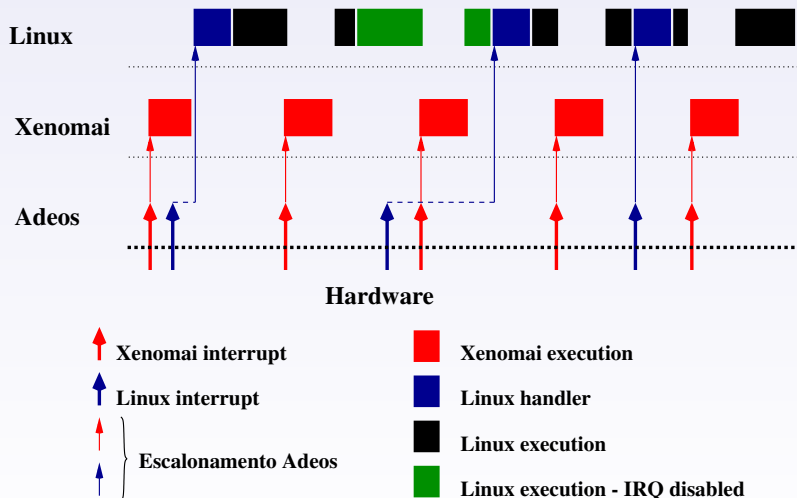 Linux
Xenomai
Adeos
Hardware
Xenomai interrupt
Xenomai execution
Linux interrupt
Linux handler
Linux execution
Escalonamento Adeos
Linux execution - IRQ disabled